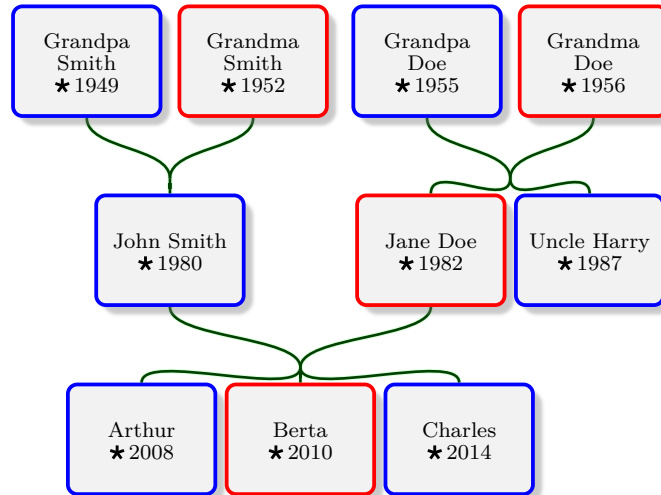 Grandpa
Smith
★ 1949
Grandma
Smith
★ 1952
Grandpa
Doe
★ 1955
Grandma
Doe
★ 1956
John Smith
★ 1980
Jane Doe
★ 1982
Uncle Harry
★ 1987
Arthur
★ 2008
Berta
★ 2010
Charles
★ 2014